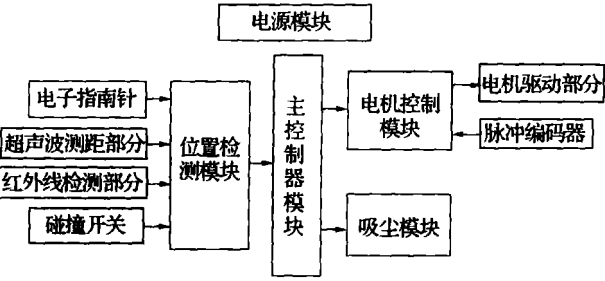 电源模块
电子指南针
超声波测距部分
红外线检测部分
碰撞开关
位置检
测模块
主
控
制
器
模
块
电机控制
模块
吸尘模块
电机驱动部分
脉冲编码器